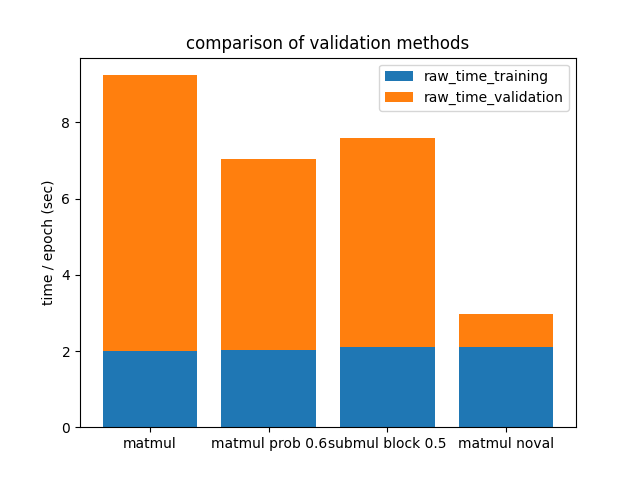 comparison of validation methods
raw_time_training
raw_time_validation
time / epoch (sec)
8
6
4
2
0
matmul
matmul prob 0.6
submul block 0.5
matmul noval